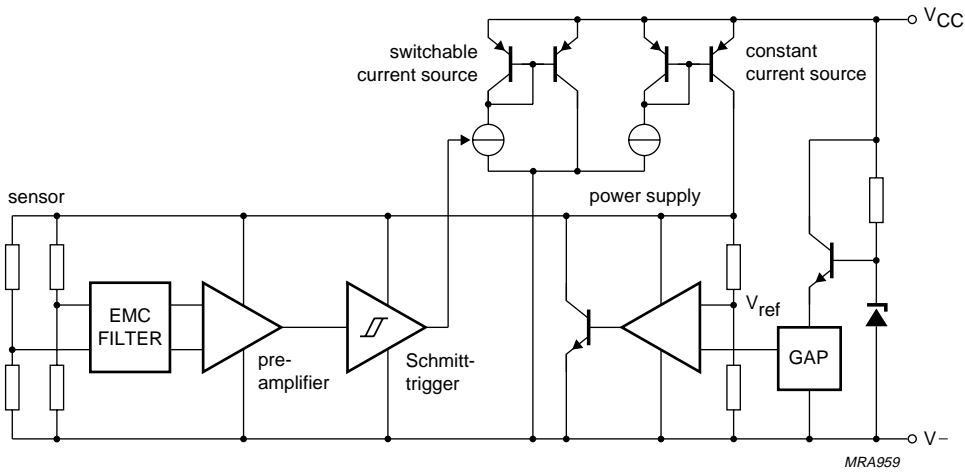 VCC
switchable
current source
constant
current source
sensor
power supply
EMC
FILTER
pre-
amplifier
Schmitt-
trigger
Vref
GAP
V−
MRA959